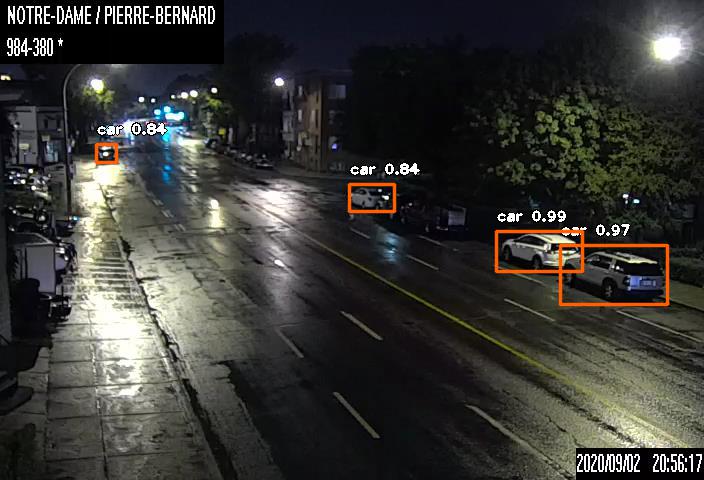 NOTRE-DAME / PIERRE-BERNARD
984-380 *
car 0.84
car 0.84
car 0.99
car 0.97
2020/09/02 20:56:17